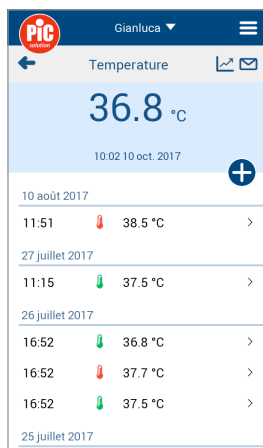 PiC
solution
Gianluca
Temperature
36.8 °C
10:02 10 oct. 2017
10 août 2017
11:51 38.5 °C
27 juillet 2017
11:15 37.5 °C
26 juillet 2017
16:52 36.8 °C
16:52 37.7 °C
16:52 37.5 °C
25 juillet 2017